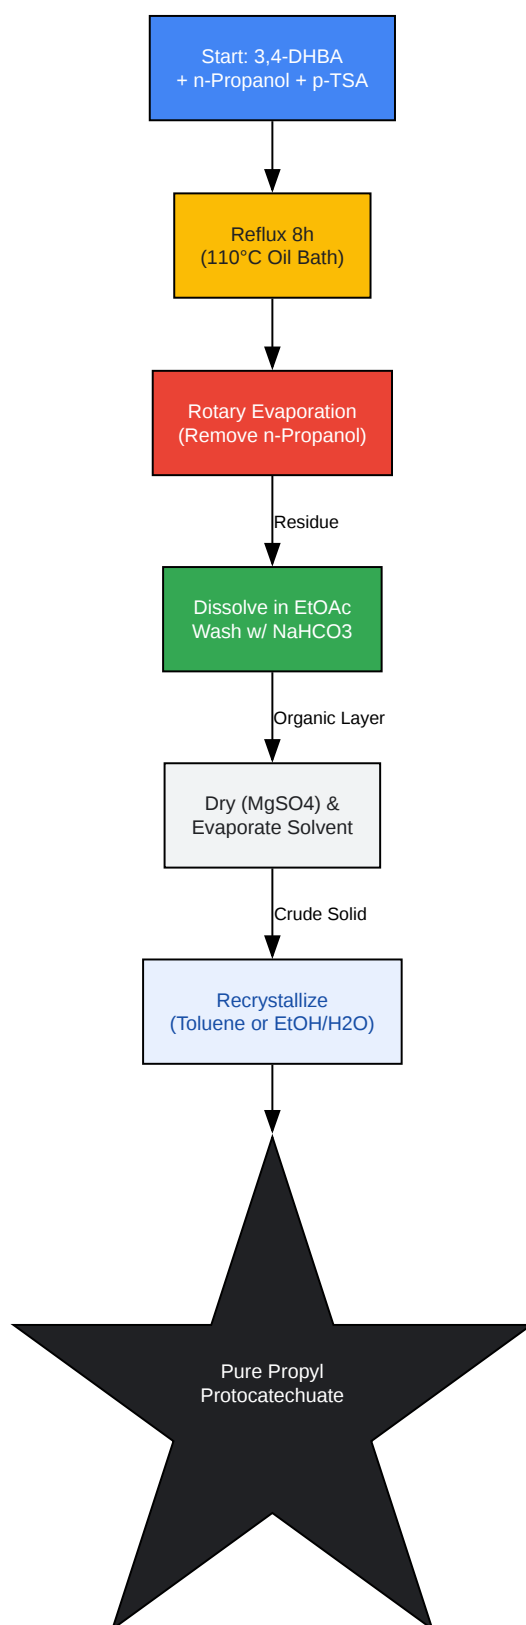 Start: 3,4-DHBA
+ n-Propanol + p-TSA
Reflux 8h
(110°C Oil Bath)
Rotary Evaporation
(Remove n-Propanol)
Residue
Dissolve in EtOAc
Wash w/ NaHCO3
Organic Layer
Dry (MgSO4) &
Evaporate Solvent
Crude Solid
Recrystallize
(Toluene or EtOH/H2O)
Pure Propyl
Protocatechuate